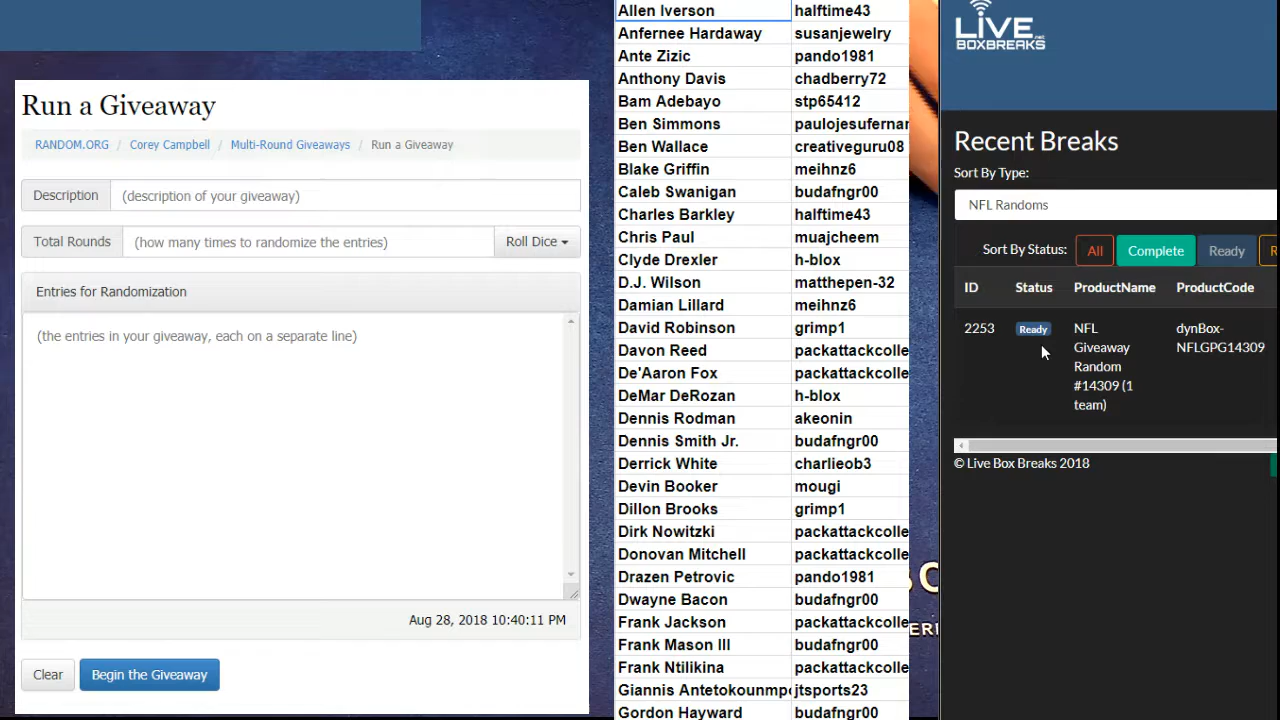 Run a Giveaway
RANDOM.ORG / Corey Campbell / Multi-Round Giveaways / Run a Giveaway
Description (description of your giveaway)
Total Rounds (how many times to randomize the entries) Roll Dice
Entries for Randomization
(the entries in your giveaway, each on a separate line)
Aug 28, 2018 10:40:11 PM
Clear Begin the Giveaway
Allen Iverson halftime43
Anfernee Hardaway susanjewelry
Ante Zizic pando1981
Anthony Davis chadberry72
Bam Adebayo stp65412
Ben Simmons paulojesufernar
Ben Wallace creativeguru08
Blake Griffin meihnz6
Caleb Swanigan budafngr00
Charles Barkley halftime43
Chris Paul muajcheem
Clyde Drexler h-blox
D.J. Wilson matthepen-32
Damian Lillard meihnz6
David Robinson grimp1
Davon Reed packattackcolle
De'Aaron Fox packattackcolle
DeMar DeRozan h-blox
Dennis Rodman akeonin
Dennis Smith Jr. budafngr00
Derrick White charlieob3
Devin Booker mougi
Dillon Brooks grimp1
Dirk Nowitzki packattackcolle
Donovan Mitchell packattackcolle
Drazen Petrovic pando1981
Dwayne Bacon budafngr00
Frank Jackson packattackcolle
Frank Mason III budafngr00
Frank Ntilikina packattackcolle
Giannis Antetokounmpo jtsports23
Gordon Hayward budafngr00
LIVE
BOXBREAKS
Recent Breaks
Sort By Type:
NFL Randoms
Sort By Status: All Complete Ready R
ID Status ProductName ProductCode
2253 Ready NFL dynBox-
Giveaway NFLGPG14309
Random
#14309 (1
team)
© Live Box Breaks 2018